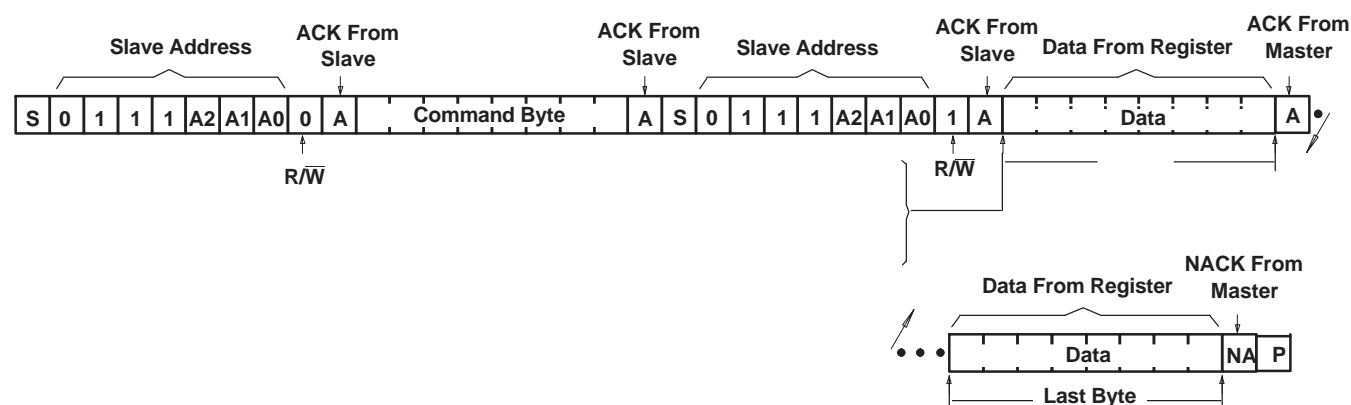 Slave Address
ACK From
Slave
ACK From
Slave
Slave Address
ACK From
Slave
Data From Register
ACK From
Master
S 0 1 1 1 A2 A1 A0 0 A Command Byte A S 0 1 1 1 A2 A1 A0 1 A Data A
R/W̅
R/W̅
Data From Register
NACK From
Master
Data NA P
Last Byte